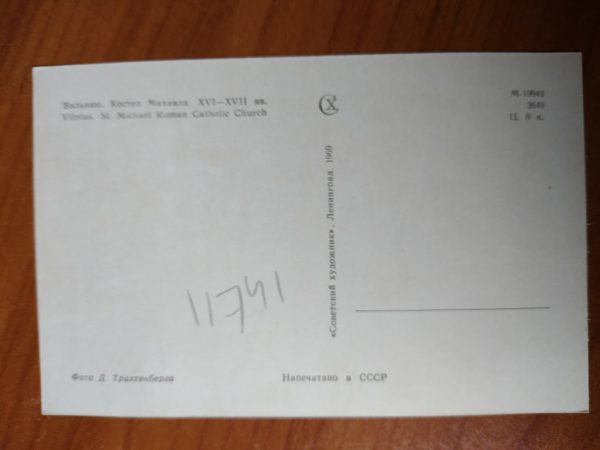 Вильнюс. Костел Михаила XVI—XVII вв.
Vilnius. St. Michael Roman Catholic Church
СХ
М-19943
3649
Ц. 6 к.
«Советский художник». Ленинград. 1969
11741
Фото Д. Трахтенберга
Напечатано в СССР